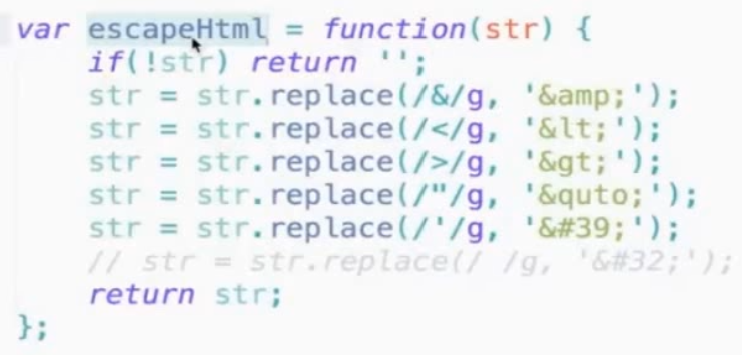 var escapeHtml = function(str) {
if(!str) return '';
str = str.replace(/&/g, '&amp;');
str = str.replace(/</g, '&lt;');
str = str.replace(/>/g, '&gt;');
str = str.replace(/"/g, '&quto;');
str = str.replace(/'/g, '&#39;');
// str = str.replace(/ /g, '&#32;');
return str;
};